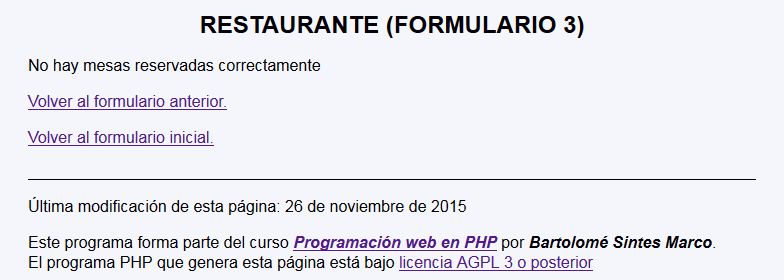 RESTAURANTE (FORMULARIO 3)
No hay mesas reservadas correctamente
Volver al formulario anterior.
Volver al formulario inicial.
Última modificación de esta página: 26 de noviembre de 2015
Este programa forma parte del curso Programación web en PHP por Bartolomé Sintes Marco.
El programa PHP que genera esta página está bajo licencia AGPL 3 o posterior